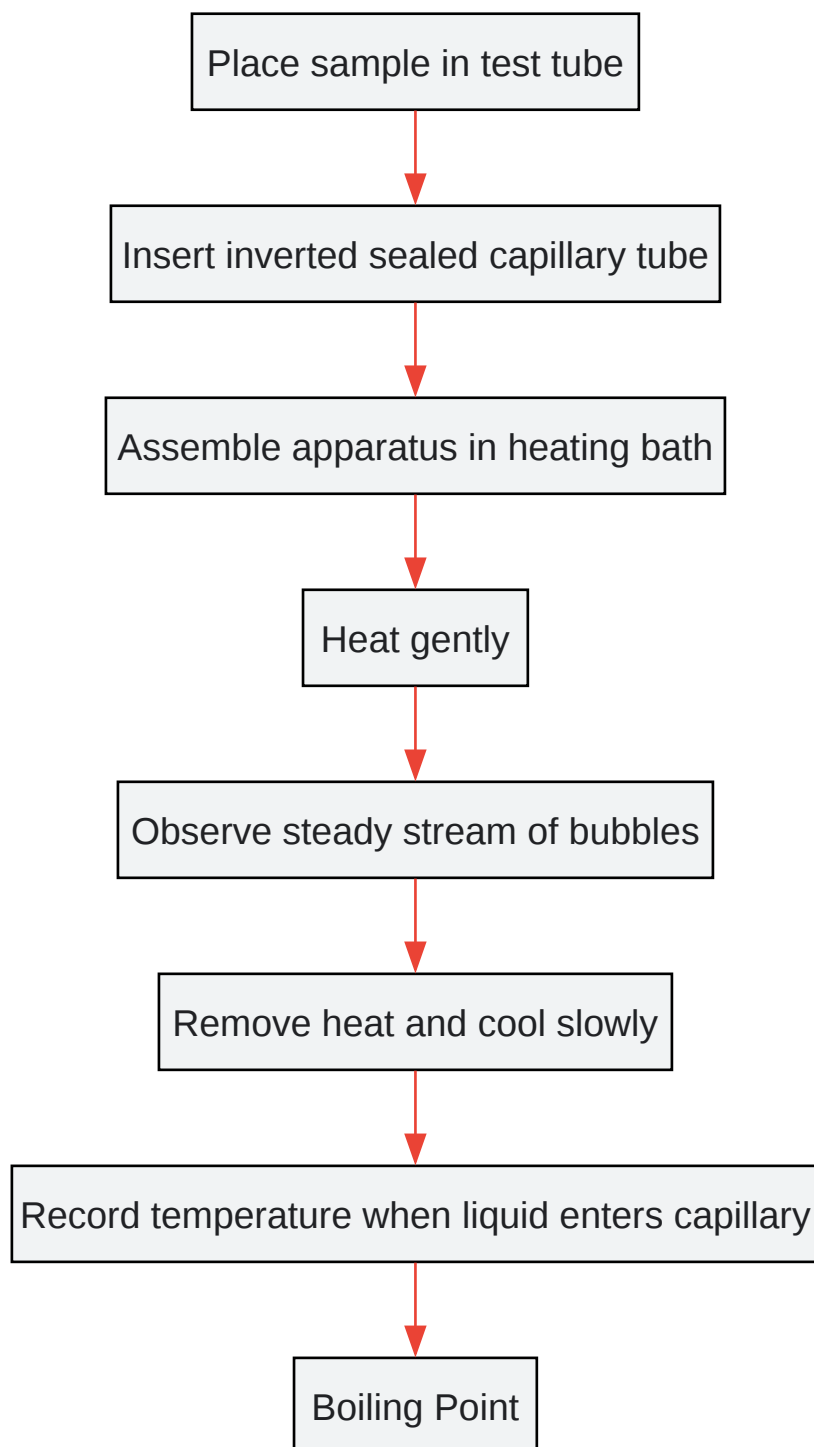 Place sample in test tube
Insert inverted sealed capillary tube
Assemble apparatus in heating bath
Heat gently
Observe steady stream of bubbles
Remove heat and cool slowly
Record temperature when liquid enters capillary
Boiling Point